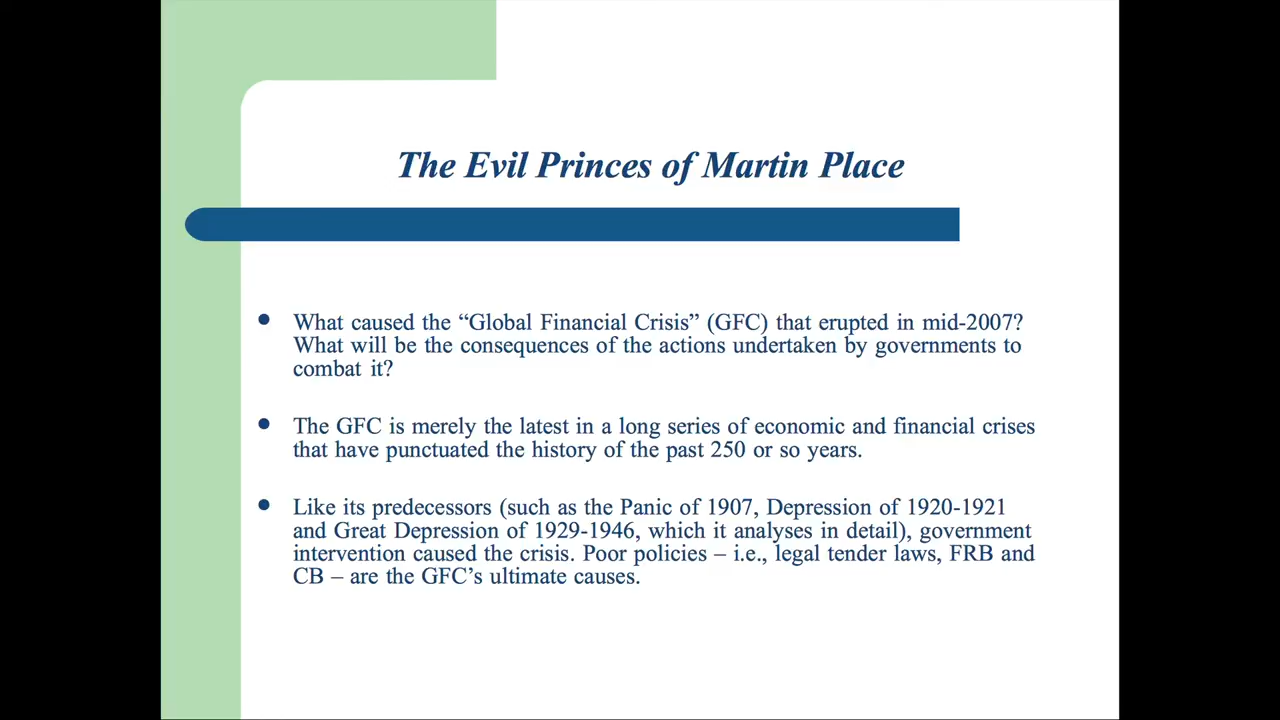 The Evil Princes of Martin Place
What caused the “Global Financial Crisis” (GFC) that erupted in mid-2007?
What will be the consequences of the actions undertaken by governments to
combat it?
The GFC is merely the latest in a long series of economic and financial crises
that have punctuated the history of the past 250 or so years.
Like its predecessors (such as the Panic of 1907, Depression of 1920-1921
and Great Depression of 1929-1946, which it analyses in detail), government
intervention caused the crisis. Poor policies – i.e., legal tender laws, FRB and
CB – are the GFC’s ultimate causes.